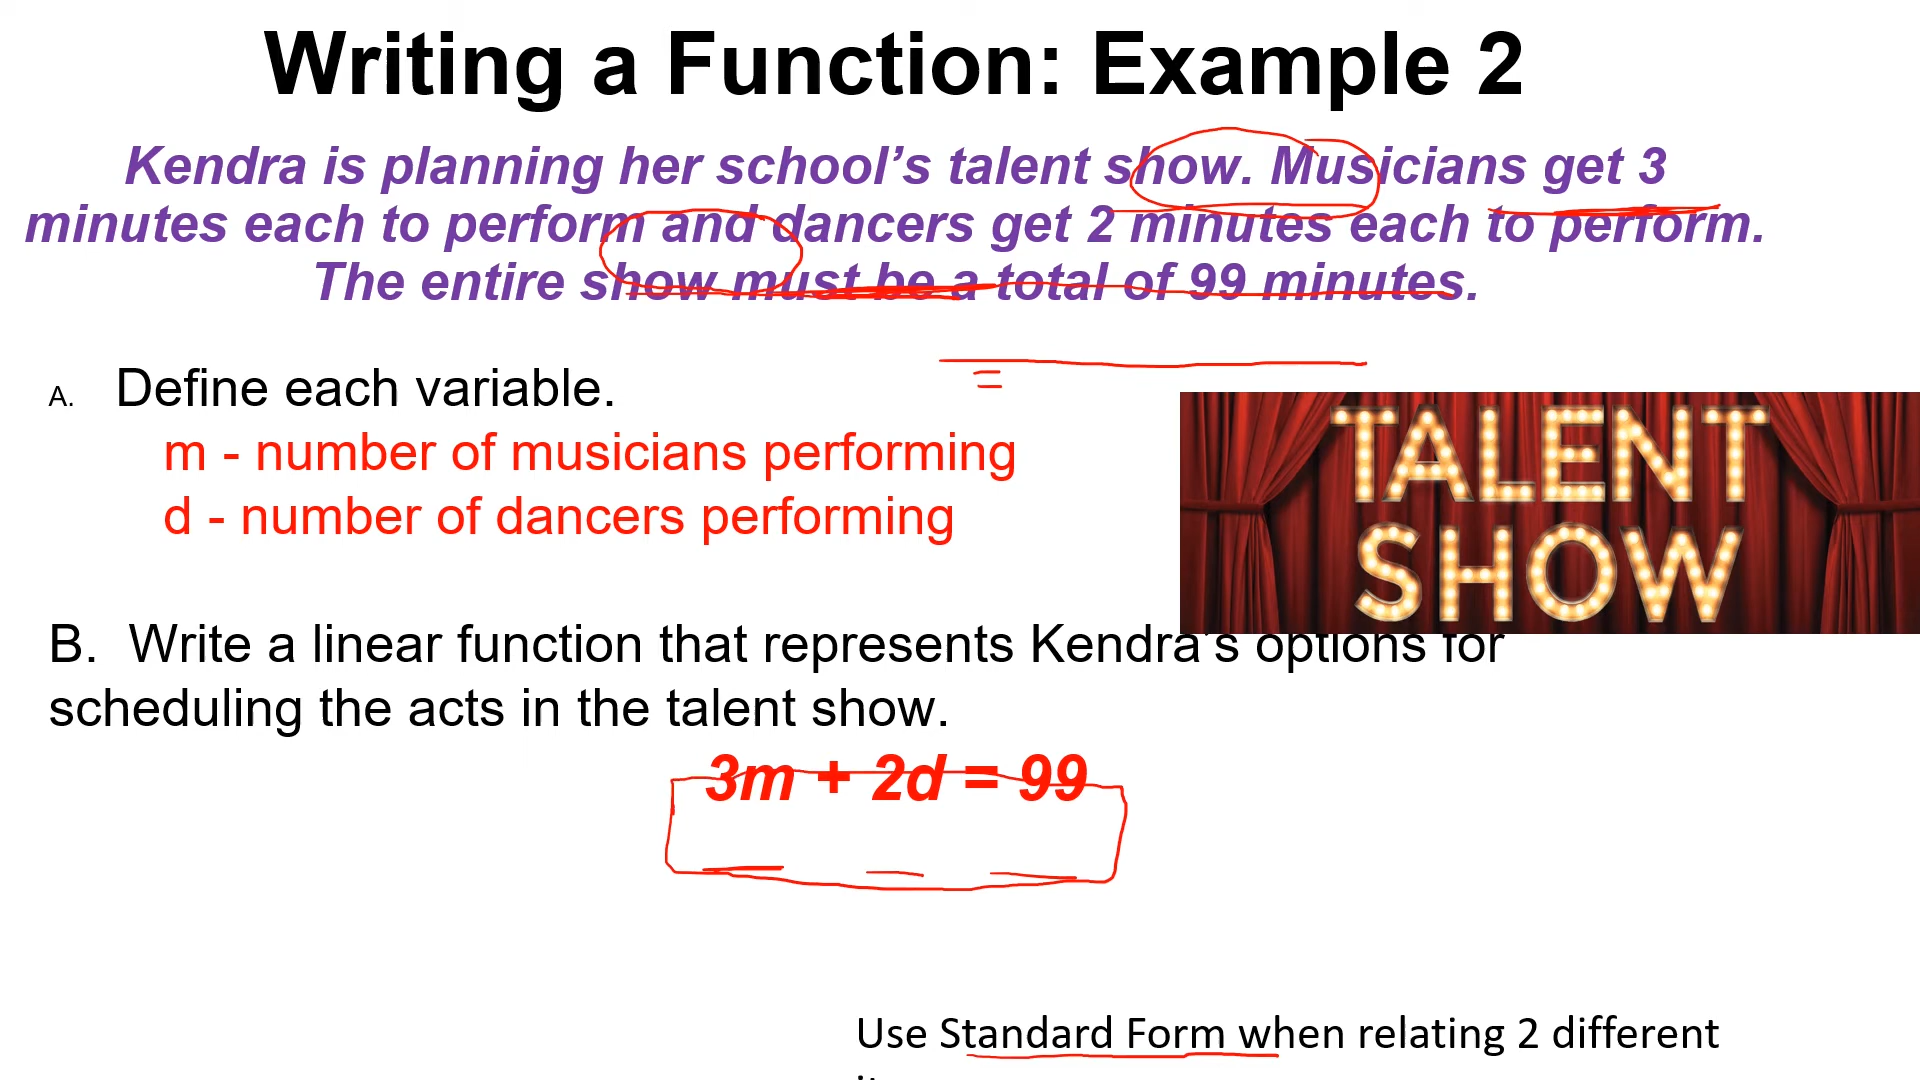 Writing a Function: Example 2
Kendra is planning her school’s talent show. Musicians get 3
minutes each to perform and dancers get 2 minutes each to perform.
The entire show must be a total of 99 minutes.
A. Define each variable.
m - number of musicians performing
d - number of dancers performing
TALENT
SHOW
B. Write a linear function that represents Kendra’s options for
scheduling the acts in the talent show.
3m + 2d = 99
Use Standard Form when relating 2 different